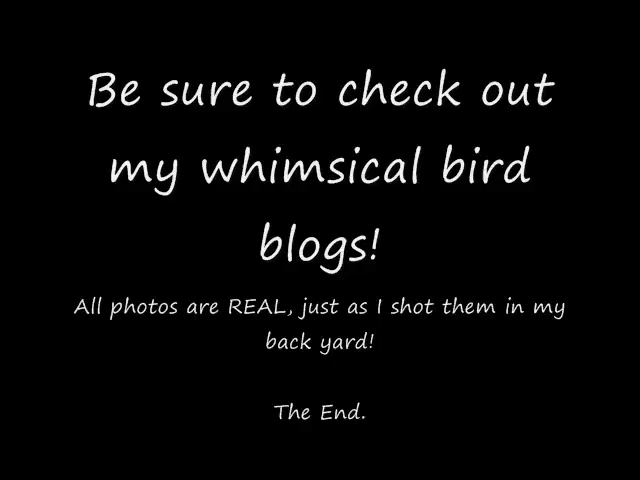 Be sure to check out
my whimsical bird
blogs!
All photos are REAL, just as I shot them in my
back yard!
The End.